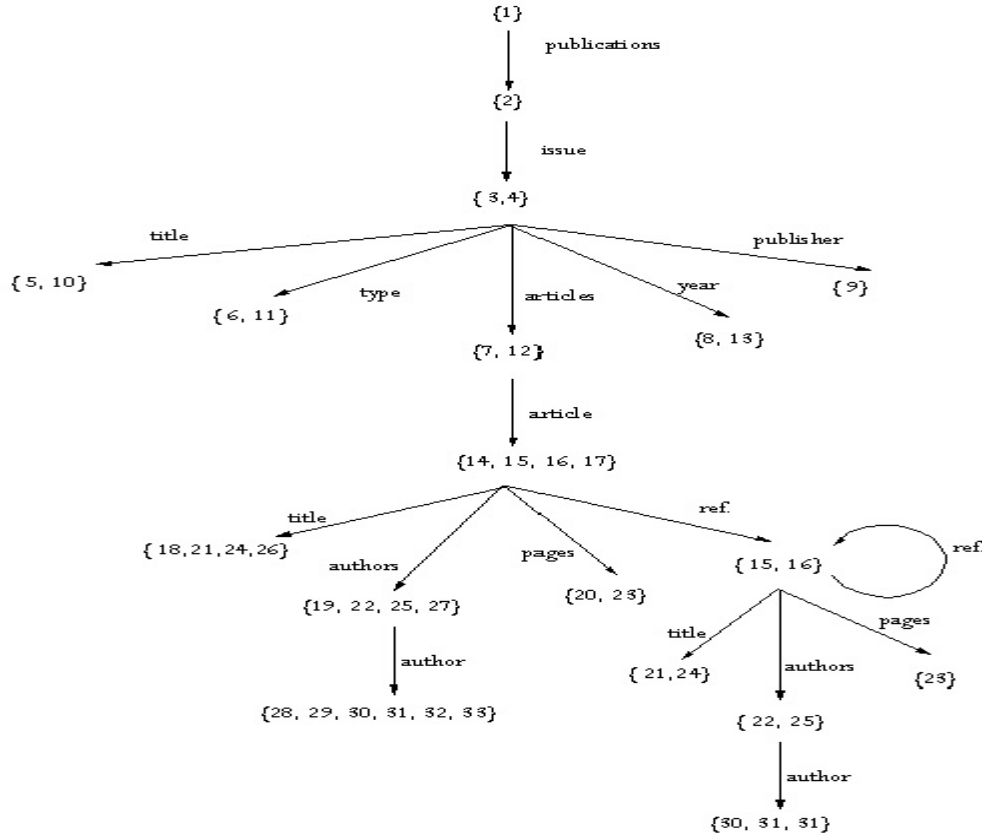 {1}
publications
{2}
issue
{ 3,4}
title
publisher
{ 5, 10}
type
articles
year
{ 9}
{ 6, 11}
{8, 13}
{7, 12}
article
{14, 15, 16, 17}
title
ref.
{ 18,21,24,26}
authors
pages
{ 15, 16}
ref.
{19, 22, 25, 27}
{20, 23}
title
pages
author
{ 21,24}
authors
{23}
{28, 29, 30, 31, 32, 33}
{ 22, 25}
author
{30, 31, 31}